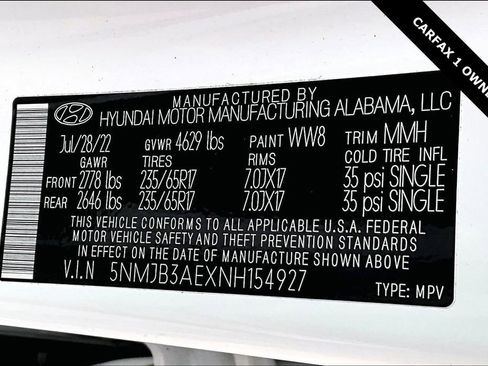 CARFAX 1 OWN
MANUFACTURED BY
HYUNDAI MOTOR MANUFACTURING ALABAMA, LLC
Jul/28/22 GVWR 4629 lbs PAINT WW8 TRIM MMH
GAWR TIRES RIMS COLD TIRE INFL
FRONT 2778 lbs 235/65R17 7.0JX17 35 psi SINGLE
REAR 2646 lbs 235/65R17 7.0JX17 35 psi SINGLE
THIS VEHICLE CONFORMS TO ALL APPLICABLE U.S.A. FEDERAL
MOTOR VEHICLE SAFETY AND THEFT PREVENTION STANDARDS
IN EFFECT ON THE DATE OF MANUFACTURE SHOWN ABOVE
V.I.N 5NMJB3AEXNH154927
TYPE: MPV